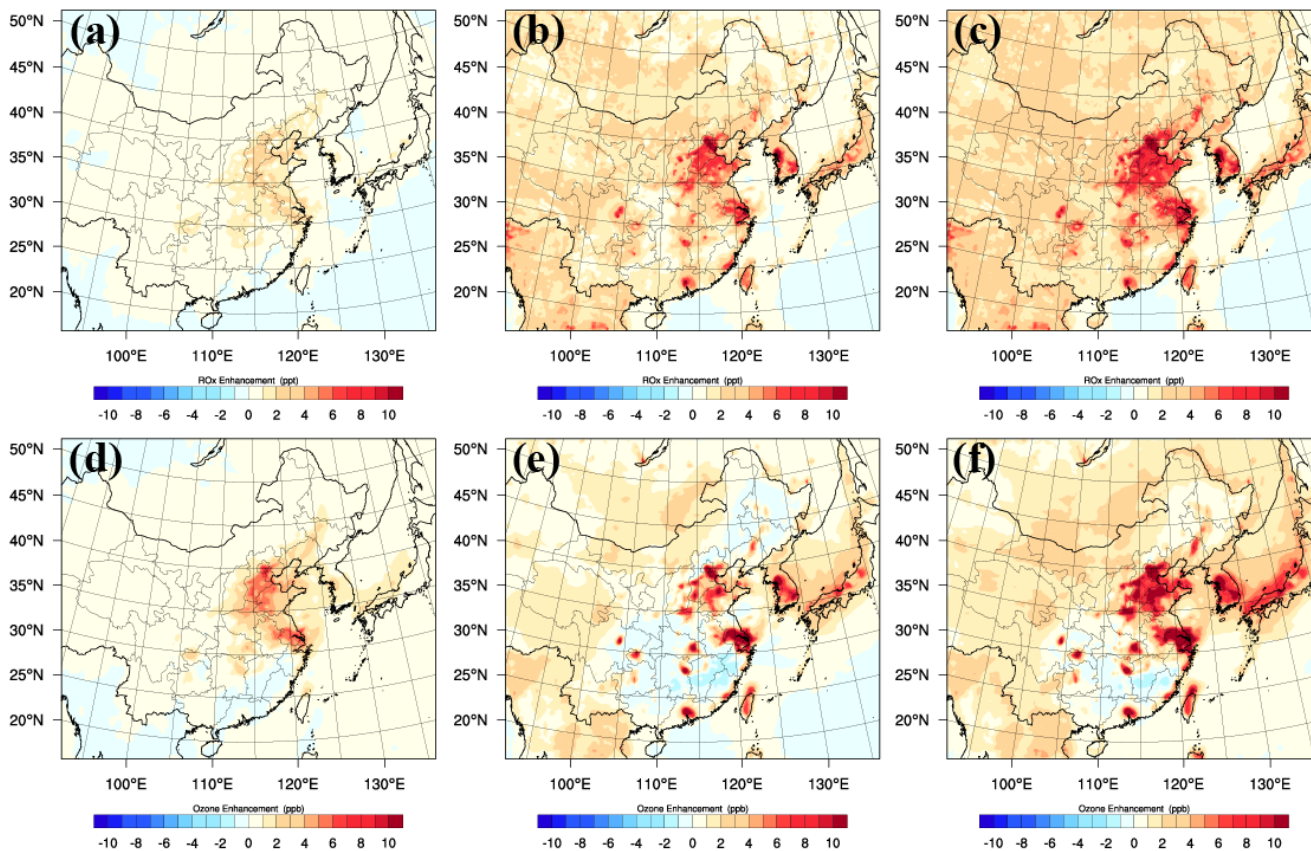 (a) (b) (c)
50°N 50°N 50°N
45°N 45°N 45°N
40°N 40°N 40°N
35°N 35°N 35°N
30°N 30°N 30°N
25°N 25°N 25°N
20°N 20°N 20°N
100°E 110°E 120°E 130°E 100°E 110°E 120°E 130°E 100°E 110°E 120°E 130°E
ROx Enhancement (ppt) ROx Enhancement (ppt) ROx Enhancement (ppt)
-10 -8 -6 -4 -2 0 2 4 6 8 10 -10 -8 -6 -4 -2 0 2 4 6 8 10 -10 -8 -6 -4 -2 0 2 4 6 8 10
(d) (e) (f)
50°N 50°N 50°N
45°N 45°N 45°N
40°N 40°N 40°N
35°N 35°N 35°N
30°N 30°N 30°N
25°N 25°N 25°N
20°N 20°N 20°N
100°E 110°E 120°E 130°E 100°E 110°E 120°E 130°E 100°E 110°E 120°E 130°E
Ozone Enhancement (ppb) Ozone Enhancement (ppb) Ozone Enhancement (ppb)
-10 -8 -6 -4 -2 0 2 4 6 8 10 -10 -8 -6 -4 -2 0 2 4 6 8 10 -10 -8 -6 -4 -2 0 2 4 6 8 10